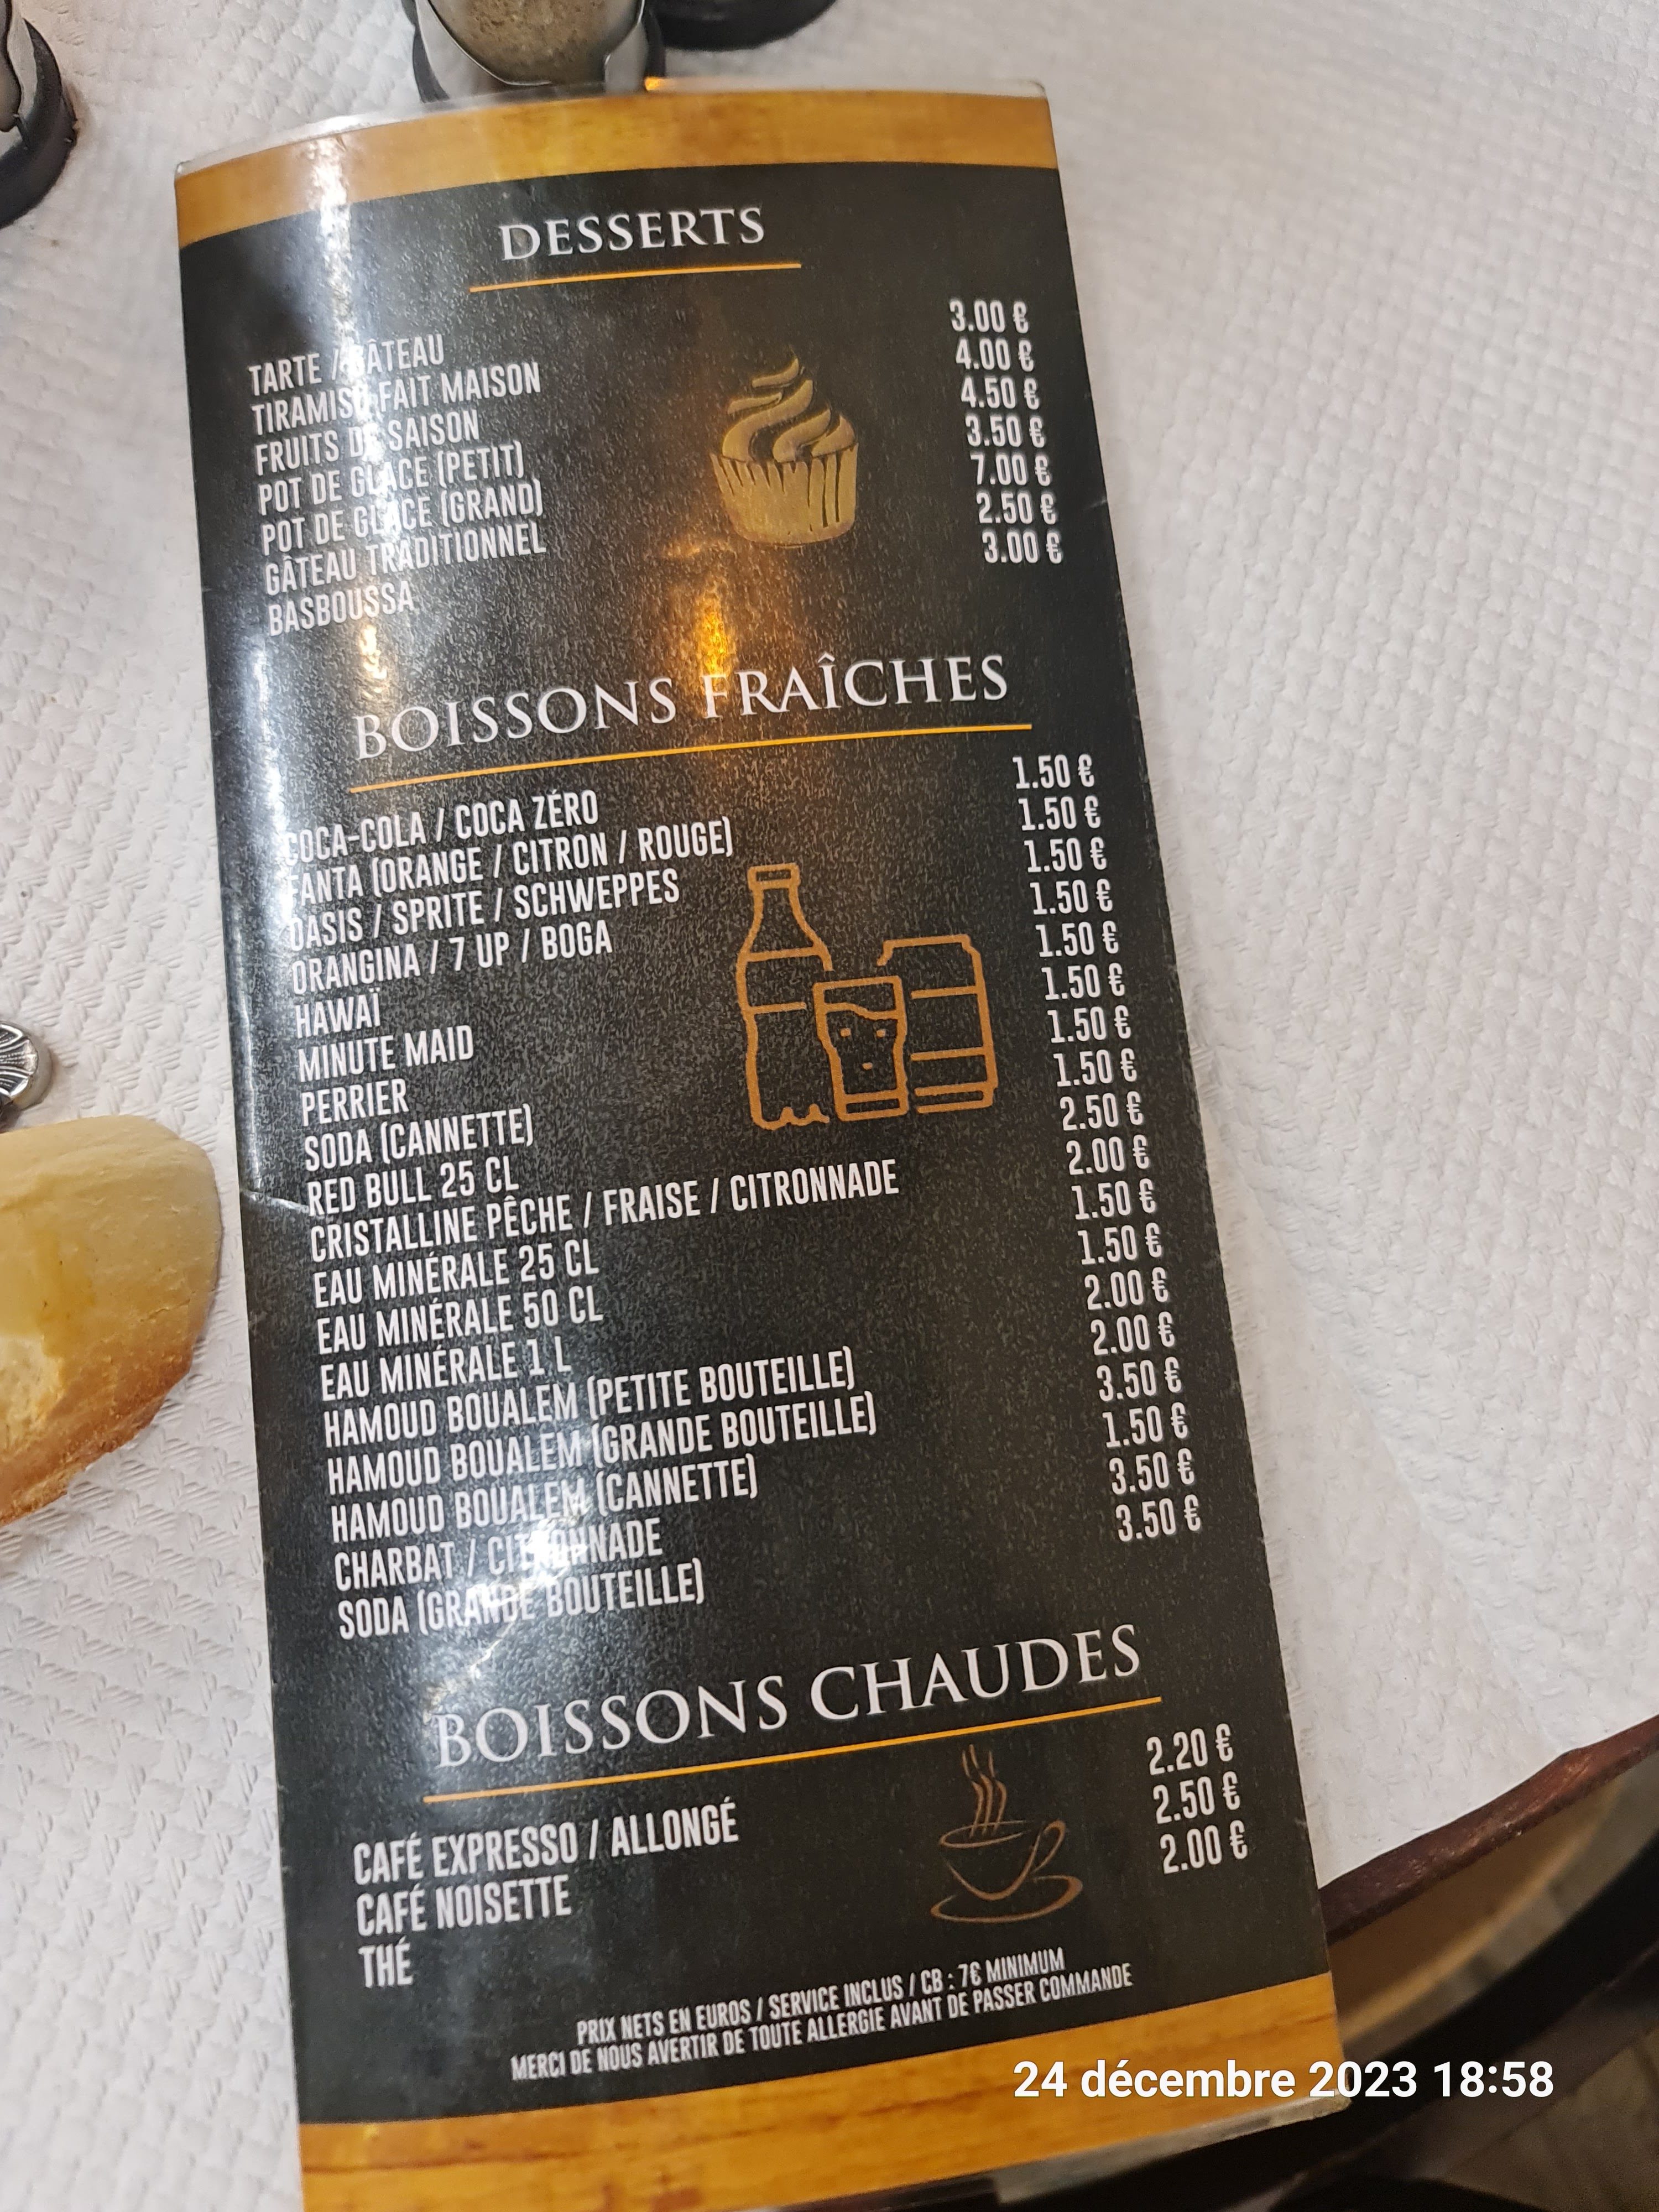 DESSERTS
TARTE / GÂTEAU 3.00 €
TIRAMISU FAIT MAISON 4.00 €
FRUITS DE SAISON 4.50 €
POT DE GLACE (PETIT) 3.50 €
POT DE GLACE (GRAND) 7.00 €
GÂTEAU TRADITIONNEL 2.50 €
BASBOUSSA 3.00 €
BOISSONS FRAÎCHES
COCA-COLA / COCA ZÉRO 1.50 €
FANTA (ORANGE / CITRON / ROUGE) 1.50 €
OASIS / SPRITE / SCHWEPPES 1.50 €
ORANGINA / 7 UP / BOGA 1.50 €
HAWAÏ 1.50 €
MINUTE MAID 1.50 €
PERRIER 1.50 €
SODA (CANNETTE) 1.50 €
RED BULL 25 CL 2.50 €
CRISTALLINE PÊCHE / FRAISE / CITRONNADE 2.00 €
EAU MINÉRALE 25 CL 1.50 €
EAU MINÉRALE 50 CL 1.50 €
EAU MINÉRALE 1 L 2.00 €
HAMOUD BOUALEM (PETITE BOUTEILLE) 2.00 €
HAMOUD BOUALEM (GRANDE BOUTEILLE) 3.50 €
HAMOUD BOUALEM (CANNETTE) 1.50 €
CHARBAT / CITRONNADE 3.50 €
SODA (GRANDE BOUTEILLE) 3.50 €
BOISSONS CHAUDES
CAFÉ EXPRESSO / ALLONGÉ 2.20 €
CAFÉ NOISETTE 2.50 €
THÉ 2.00 €
PRIX NETS EN EUROS / SERVICE INCLUS / CB : 7€ MINIMUM
MERCI DE NOUS AVERTIR DE TOUTE ALLERGIE AVANT DE PASSER COMMANDE
24 décembre 2023 18:58